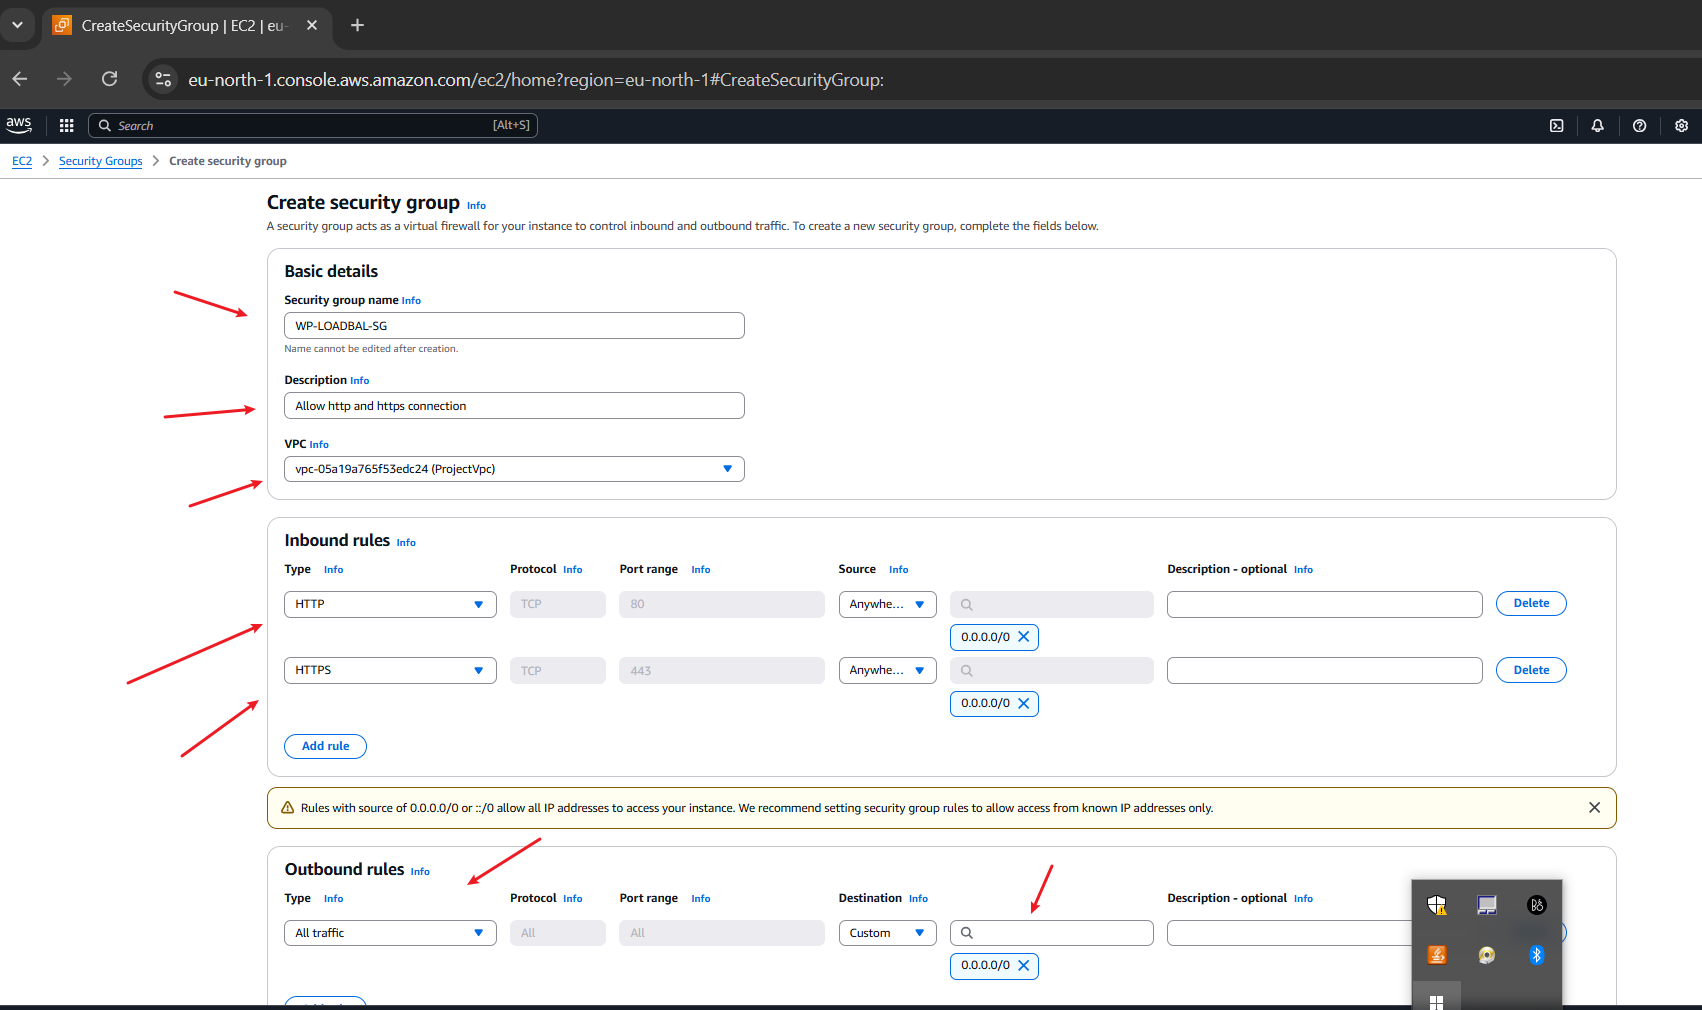 CreateSecurityGroup | EC2 | eu-
eu-north-1.console.aws.amazon.com/ec2/home?region=eu-north-1#CreateSecurityGroup:
aws Search [Alt+S]
EC2 Security Groups Create security group
Create security group Info
A security group acts as a virtual firewall for your instance to control inbound and outbound traffic. To create a new security group, complete the fields below.
Basic details
Security group name Info
WP-LOADBAL-SG
Name cannot be edited after creation.
Description Info
Allow http and https connection
VPC Info
vpc-05a19a765f53edc24 (ProjectVpc)
Inbound rules Info
Type Info Protocol Info Port range Info Source Info Description - optional Info
HTTP TCP 80 Anywhe... Delete
0.0.0.0/0
HTTPS TCP 443 Anywhe... Delete
0.0.0.0/0
Add rule
Rules with source of 0.0.0.0/0 or ::/0 allow all IP addresses to access your instance. We recommend setting security group rules to allow access from known IP addresses only.
Outbound rules Info
Type Info Protocol Info Port range Info Destination Info Description - optional Info
All traffic All All Custom
0.0.0.0/0